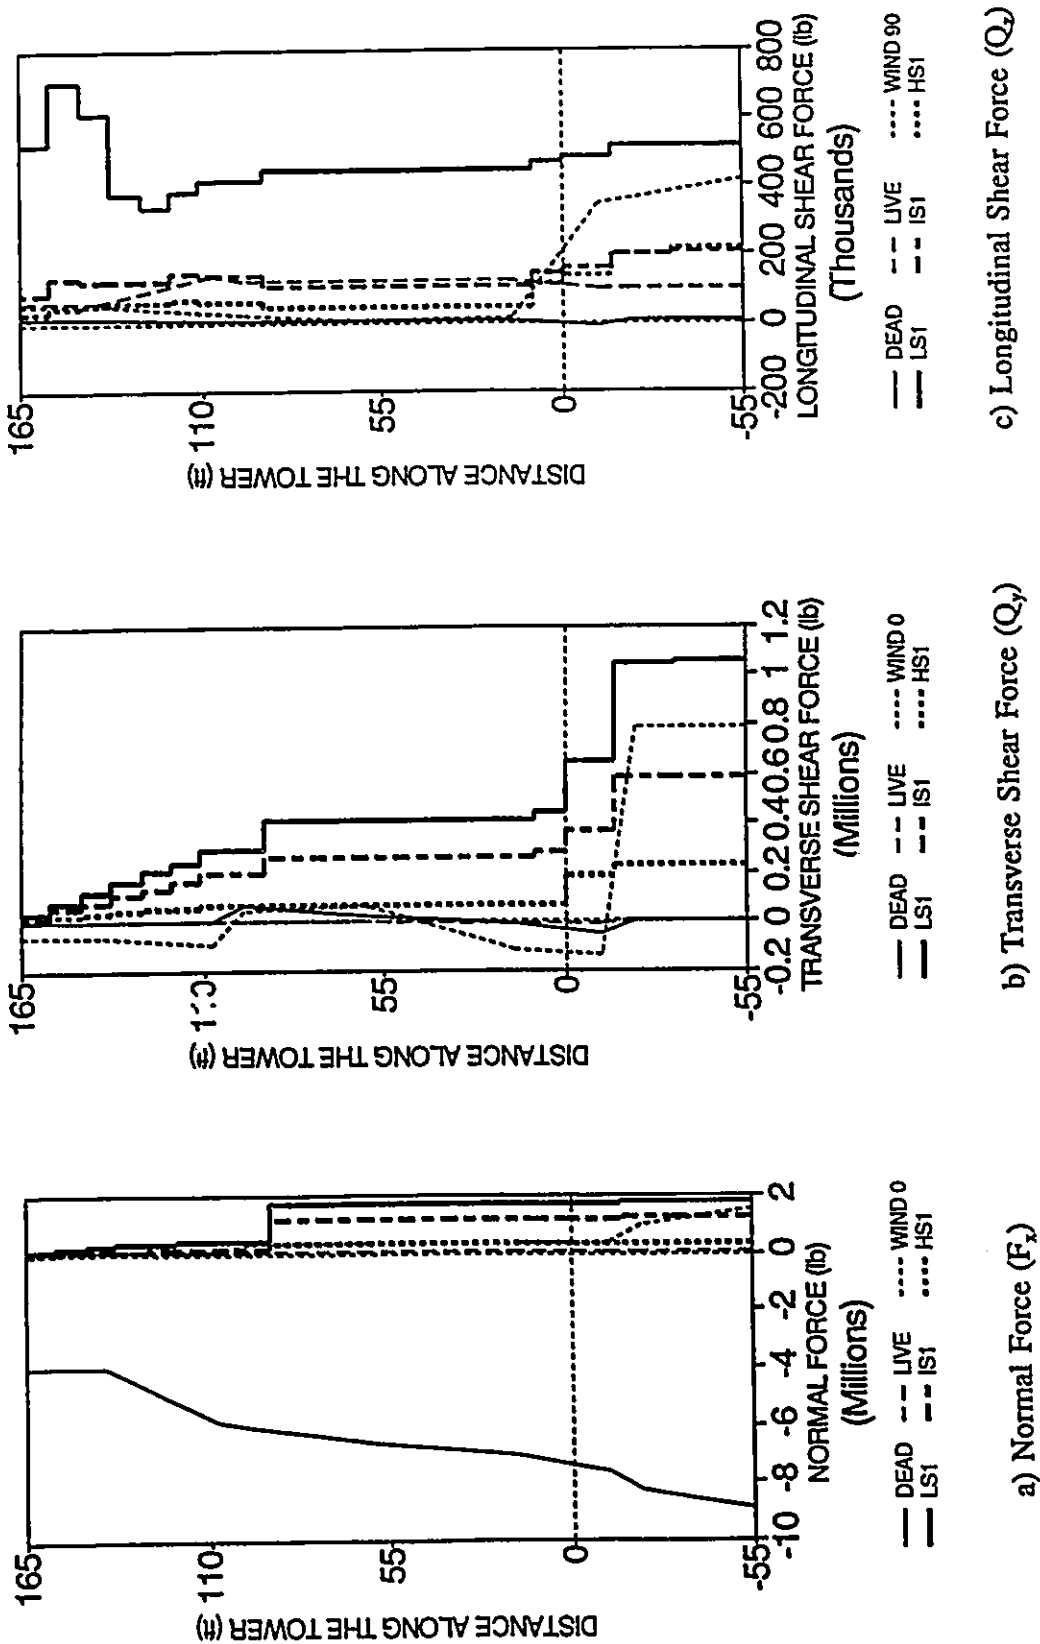 165
110
55
0
-55
DISTANCE ALONG THE TOWER (ft)
-10 -8 -6 -4 -2 0 2
NORMAL FORCE (lb)
(Millions)
DEAD LIVE WIND 0
LS1 IS1 HS1
a) Normal Force (Fx)
165
55
0
-55
DISTANCE ALONG THE TOWER (ft)
-0.2 0 0.2 0.4 0.6 0.8 1 1.2
TRANSVERSE SHEAR FORCE (lb)
(Millions)
DEAD LIVE WIND 0
LS1 IS1 HS1
b) Transverse Shear Force (Qy)
165
110
55
0
-55
DISTANCE ALONG THE TOWER (ft)
-200 0 200 400 600 800
LONGITUDINAL SHEAR FORCE (lb)
(Thousands)
DEAD LIVE WIND 90
LS1 IS1 HS1
c) Longitudinal Shear Force (Qz)